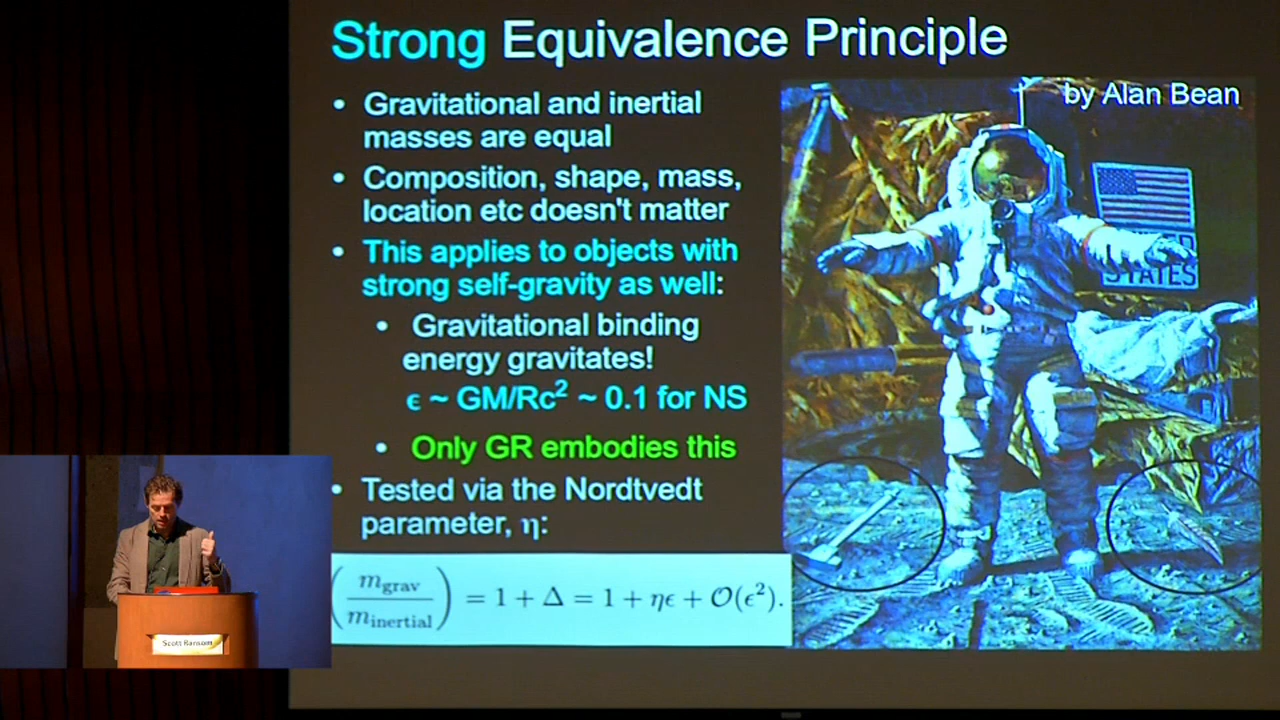 Strong Equivalence Principle
by Alan Bean
• Gravitational and inertial
masses are equal
• Composition, shape, mass,
location etc doesn't matter
• This applies to objects with
strong self-gravity as well:
• Gravitational binding
energy gravitates!
ϵ ~ GM/Rc² ~ 0.1 for NS
• Only GR embodies this
• Tested via the Nordtvedt
parameter, η:
(m_grav / m_inertial) = 1 + Δ = 1 + ηϵ + O(ϵ²).
UNITED
STATES
Scott Ransom